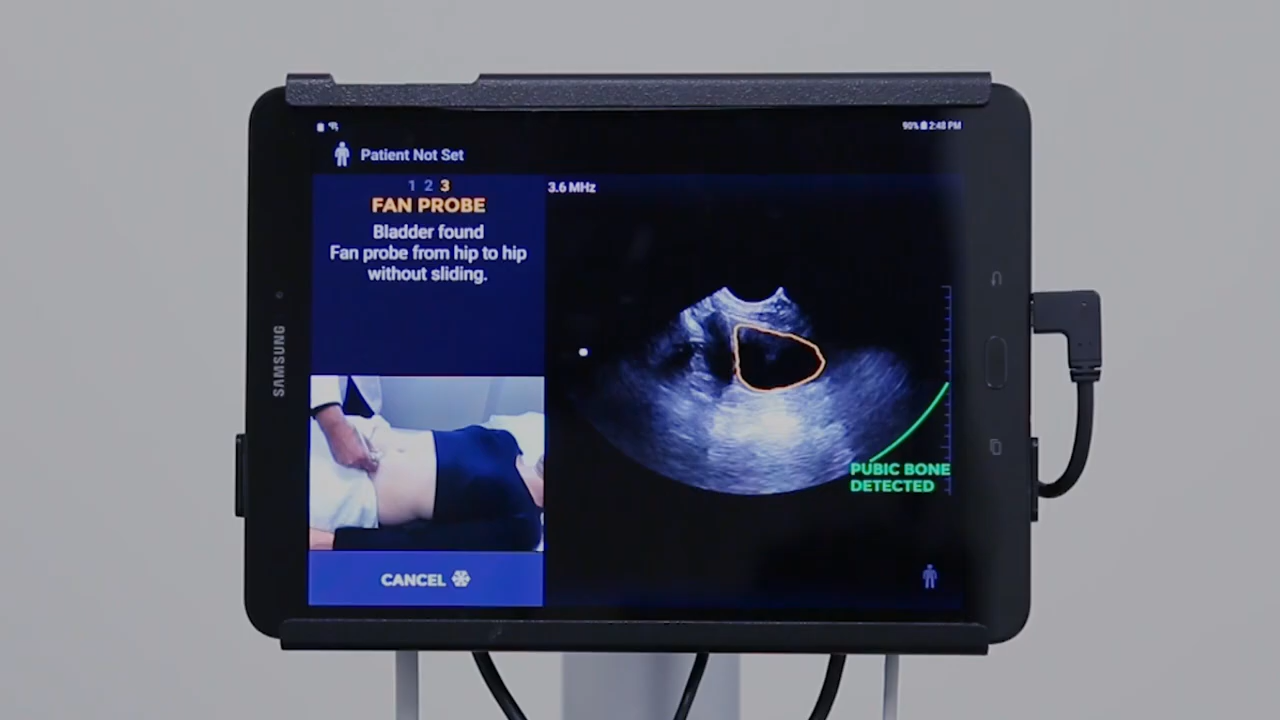 90% 2:48 PM
Patient Not Set
1 2 3
FAN PROBE
Bladder found
Fan probe from hip to hip
without sliding.
3.6 MHz
PUBIC BONE
DETECTED
CANCEL
SAMSUNG